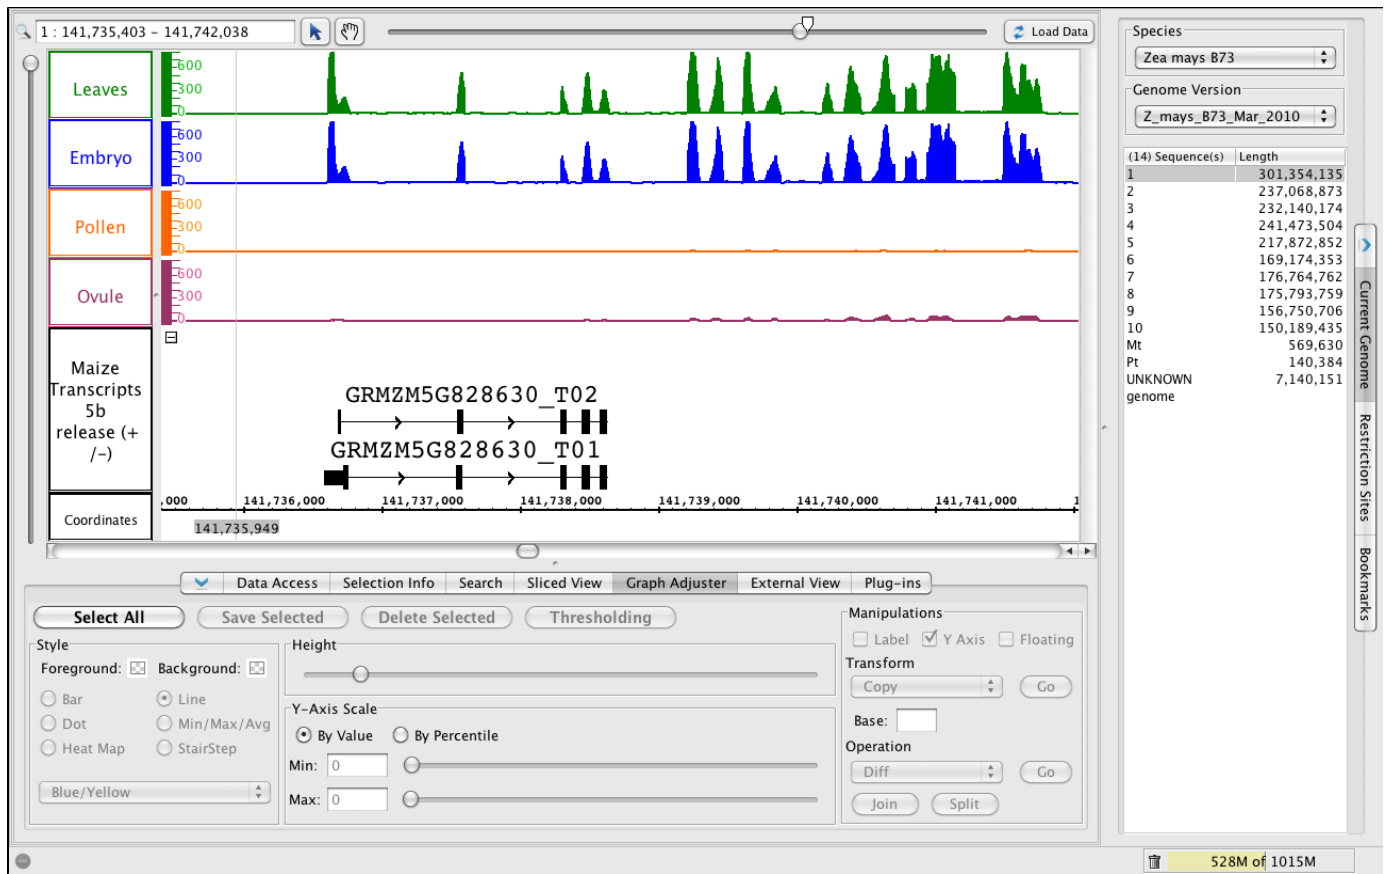 1 : 141,735,403 - 141,742,038
Load Data
Leaves
600
300
0
Embryo
600
300
0
Pollen
600
300
0
Ovule
600
300
0
Maize
Transcripts
5b
release (+
/-)
GRMZM5G828630_T02
GRMZM5G828630_T01
,000 141,736,000 141,737,000 141,738,000 141,739,000 141,740,000 141,741,000 1
Coordinates
141,735,949
Data Access Selection Info Search Sliced View Graph Adjuster External View Plug-ins
Select All Save Selected Delete Selected Thresholding
Style
Foreground: Background:
Bar Line
Dot Min/Max/Avg
Heat Map StairStep
Blue/Yellow
Height
Y-Axis Scale
By Value By Percentile
Min: 0
Max: 0
Manipulations
Label Y Axis Floating
Transform
Copy Go
Base:
Operation
Diff Go
Join Split
Species
Zea mays B73
Genome Version
Z_mays_B73_Mar_2010
(14) Sequence(s) Length
1 301,354,135
2 237,068,873
3 232,140,174
4 241,473,504
5 217,872,852
6 169,174,353
7 176,764,762
8 175,793,759
9 156,750,706
10 150,189,435
Mt 569,630
Pt 140,384
UNKNOWN 7,140,151
genome
Current Genome
Restriction Sites
Bookmarks
528M of 1015M